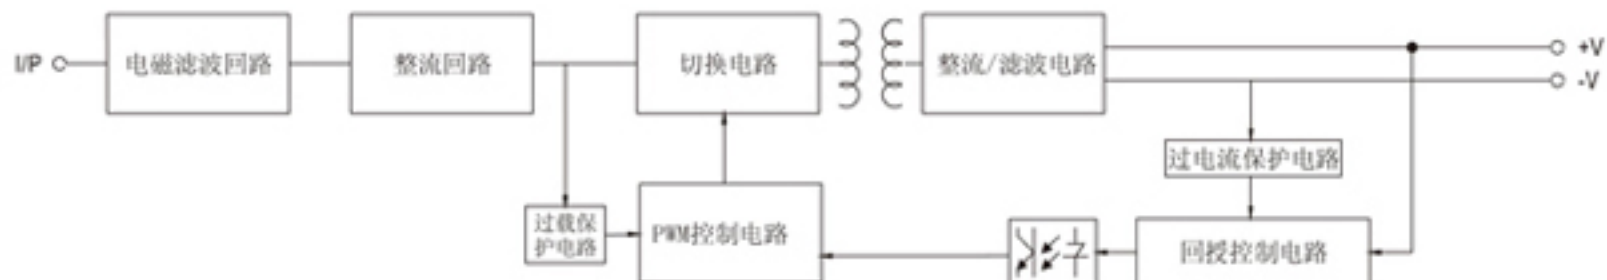 I/P
电磁滤波回路
整流回路
切换电路
整流/滤波电路
+V
-V
过电流保护电路
过载保
护电路
PWM控制电路
回授控制电路